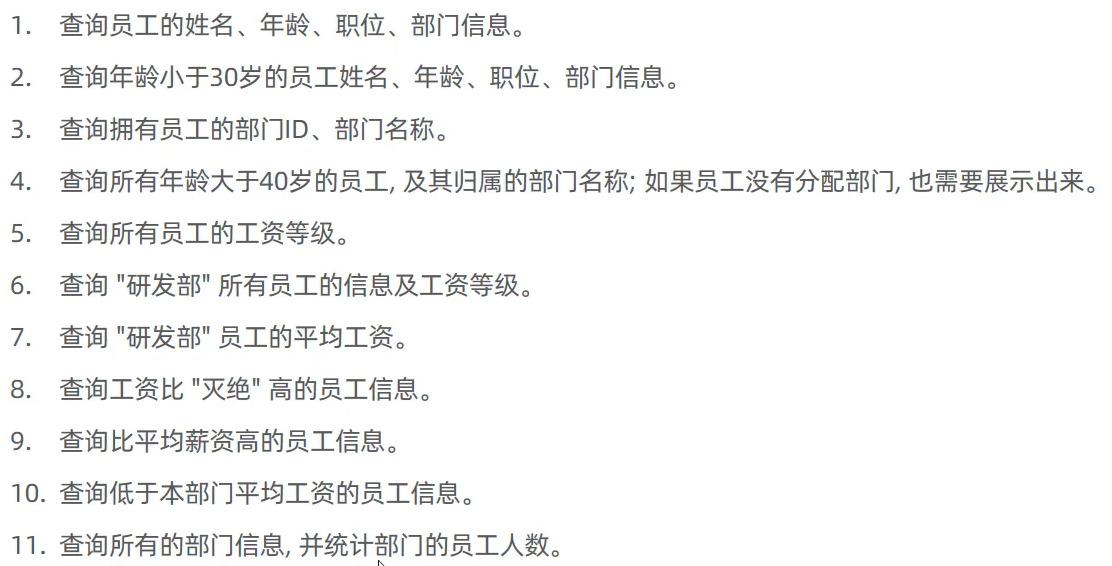 1. 查询员工的姓名、年龄、职位、部门信息。
2. 查询年龄小于30岁的员工姓名、年龄、职位、部门信息。
3. 查询拥有员工的部门ID、部门名称。
4. 查询所有年龄大于40岁的员工, 及其归属的部门名称; 如果员工没有分配部门, 也需要展示出来。
5. 查询所有员工的工资等级。
6. 查询 "研发部" 所有员工的信息及工资等级。
7. 查询 "研发部" 员工的平均工资。
8. 查询工资比 "灭绝" 高的员工信息。
9. 查询比平均薪资高的员工信息。
10. 查询低于本部门平均工资的员工信息。
11. 查询所有的部门信息, 并统计部门的员工人数。